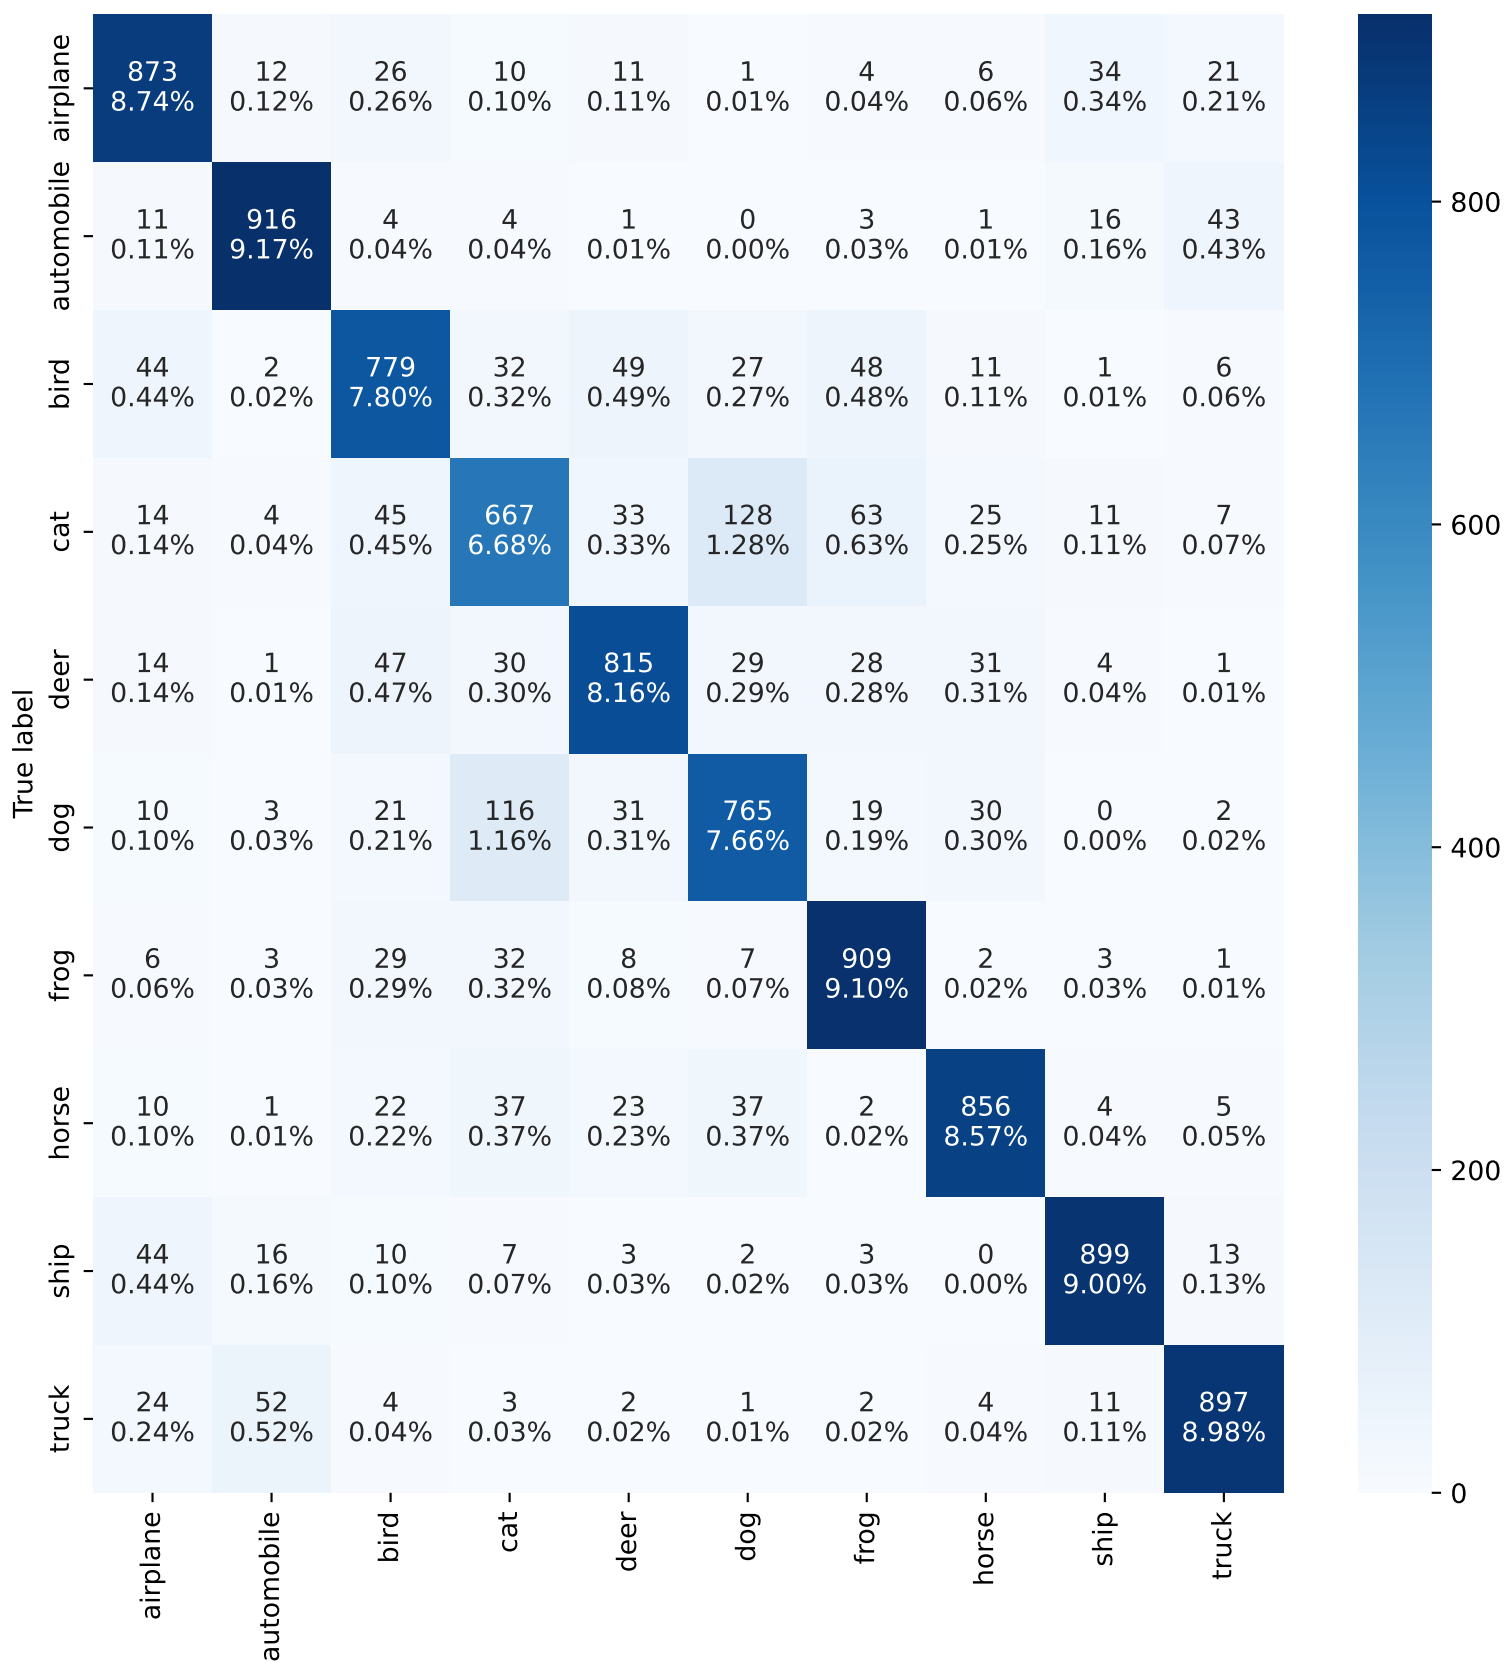 873 12 26 10 11 1 4 6 34 21
8.74% 0.12% 0.26% 0.10% 0.11% 0.01% 0.04% 0.06% 0.34% 0.21%
airplane
11 916 4 4 1 0 3 1 16 43
0.11% 9.17% 0.04% 0.04% 0.01% 0.00% 0.03% 0.01% 0.16% 0.43%
automobile
800
44 2 779 32 49 27 48 11 1 6
0.44% 0.02% 7.80% 0.32% 0.49% 0.27% 0.48% 0.11% 0.01% 0.06%
bird
14 4 45 667 33 128 63 25 11 7
0.14% 0.04% 0.45% 6.68% 0.33% 1.28% 0.63% 0.25% 0.11% 0.07%
cat
600
14 1 47 30 815 29 28 31 4 1
0.14% 0.01% 0.47% 0.30% 8.16% 0.29% 0.28% 0.31% 0.04% 0.01%
deer
True label
10 3 21 116 31 765 19 30 0 2
0.10% 0.03% 0.21% 1.16% 0.31% 7.66% 0.19% 0.30% 0.00% 0.02%
dog
400
6 3 29 32 8 7 909 2 3 1
0.06% 0.03% 0.29% 0.32% 0.08% 0.07% 9.10% 0.02% 0.03% 0.01%
frog
10 1 22 37 23 37 2 856 4 5
0.10% 0.01% 0.22% 0.37% 0.23% 0.37% 0.02% 8.57% 0.04% 0.05%
horse
200
44 16 10 7 3 2 3 0 899 13
0.44% 0.16% 0.10% 0.07% 0.03% 0.02% 0.03% 0.00% 9.00% 0.13%
ship
24 52 4 3 2 1 2 4 11 897
0.24% 0.52% 0.04% 0.03% 0.02% 0.01% 0.02% 0.04% 0.11% 8.98%
truck
0
airplane automobile bird cat deer dog frog horse ship truck